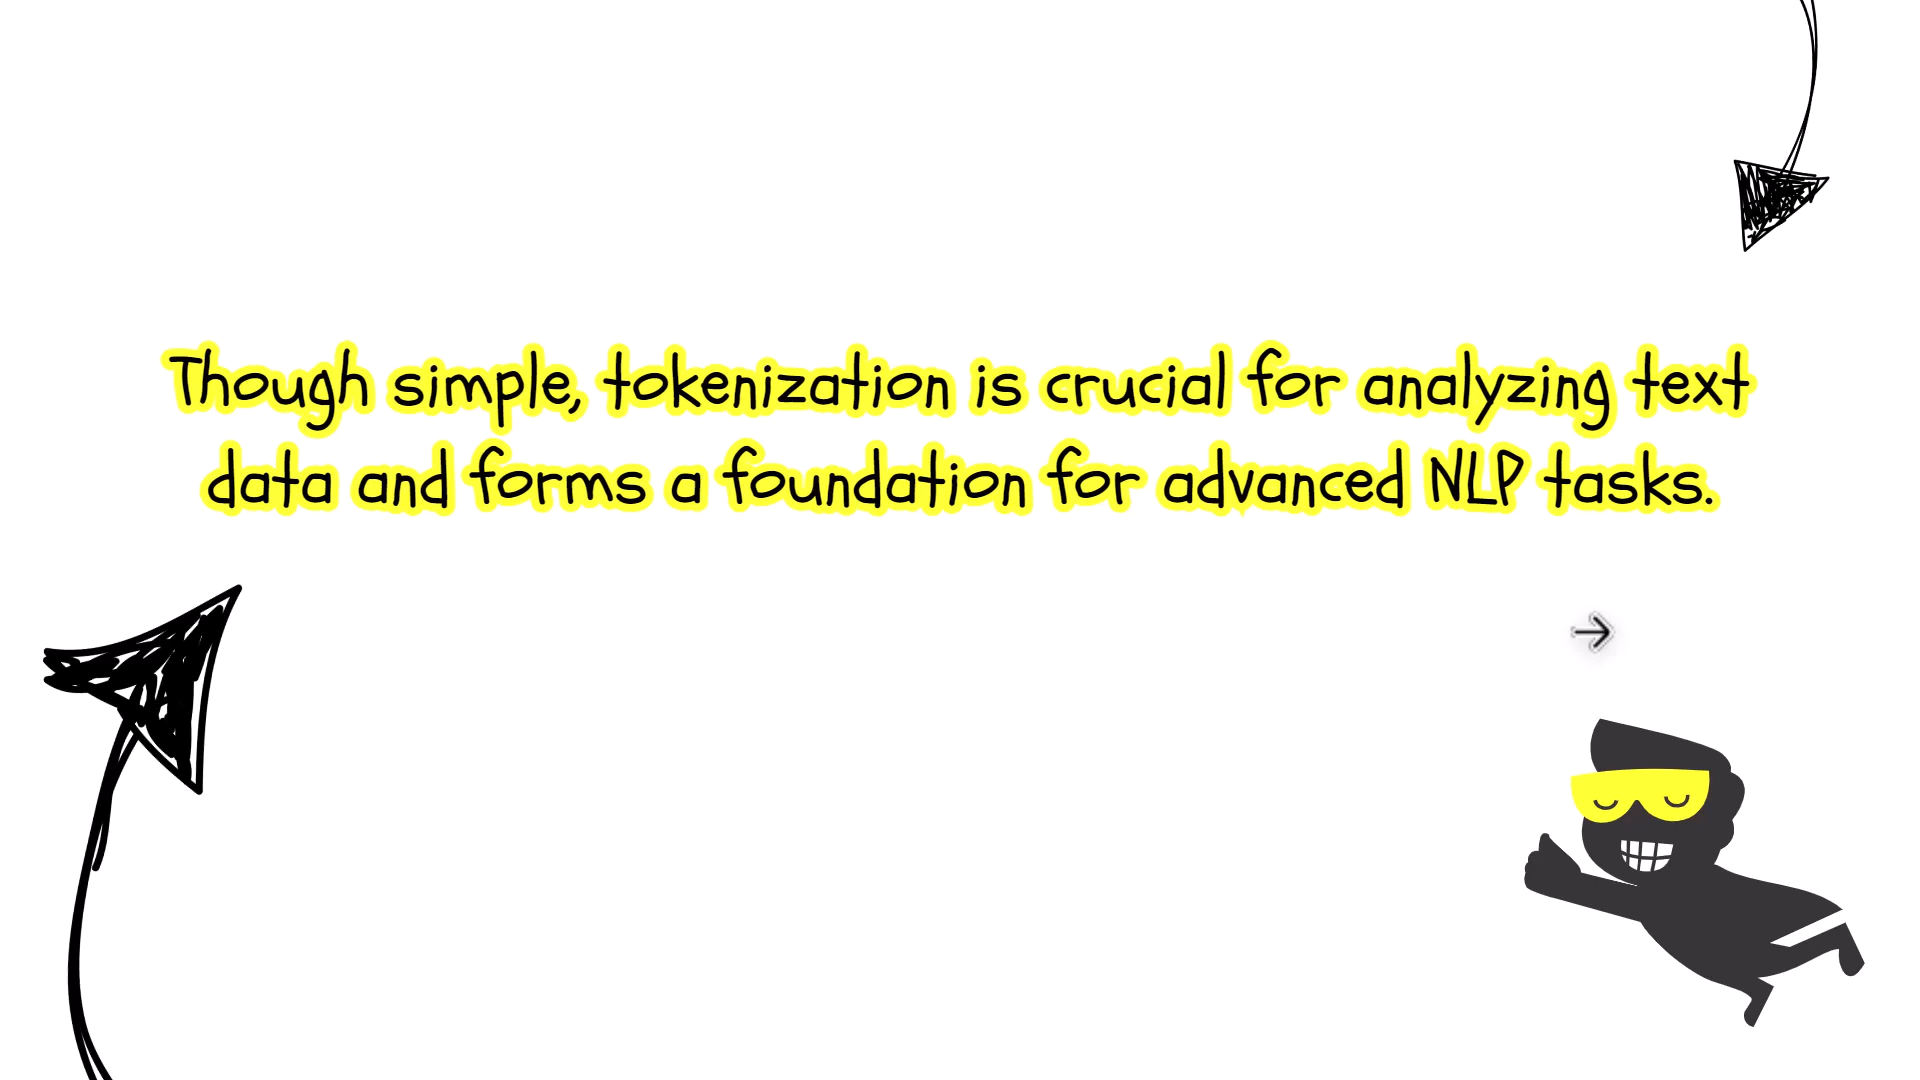 Though simple, tokenization is crucial for analyzing text
data and forms a foundation for advanced NLP tasks.